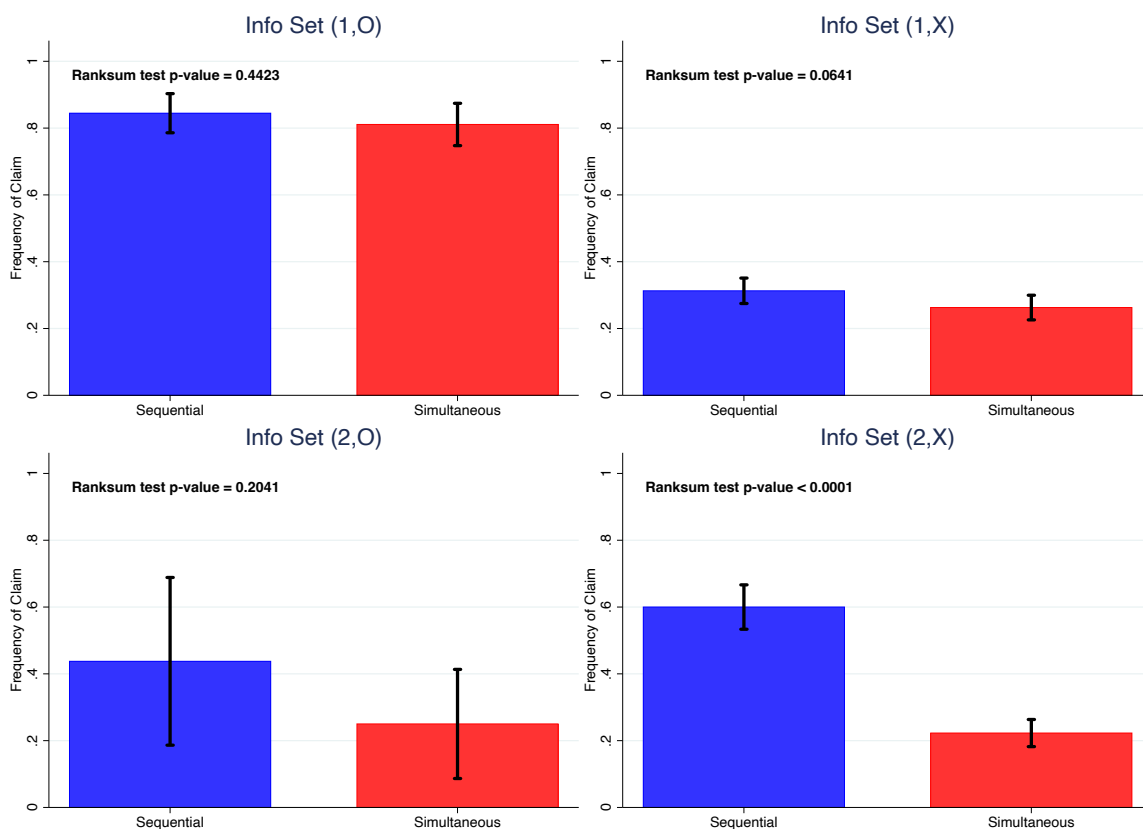 Info Set (1,O)
Ranksum test p-value = 0.4423
Frequency of Claim
1
.8
.6
.4
.2
0
Sequential
Simultaneous
Info Set (1,X)
Ranksum test p-value = 0.0641
Frequency of Claim
1
.8
.6
.4
.2
0
Sequential
Simultaneous
Info Set (2,O)
Ranksum test p-value = 0.2041
Frequency of Claim
1
.8
.6
.4
.2
0
Sequential
Simultaneous
Info Set (2,X)
Ranksum test p-value < 0.0001
Frequency of Claim
1
.8
.6
.4
.2
0
Sequential
Simultaneous